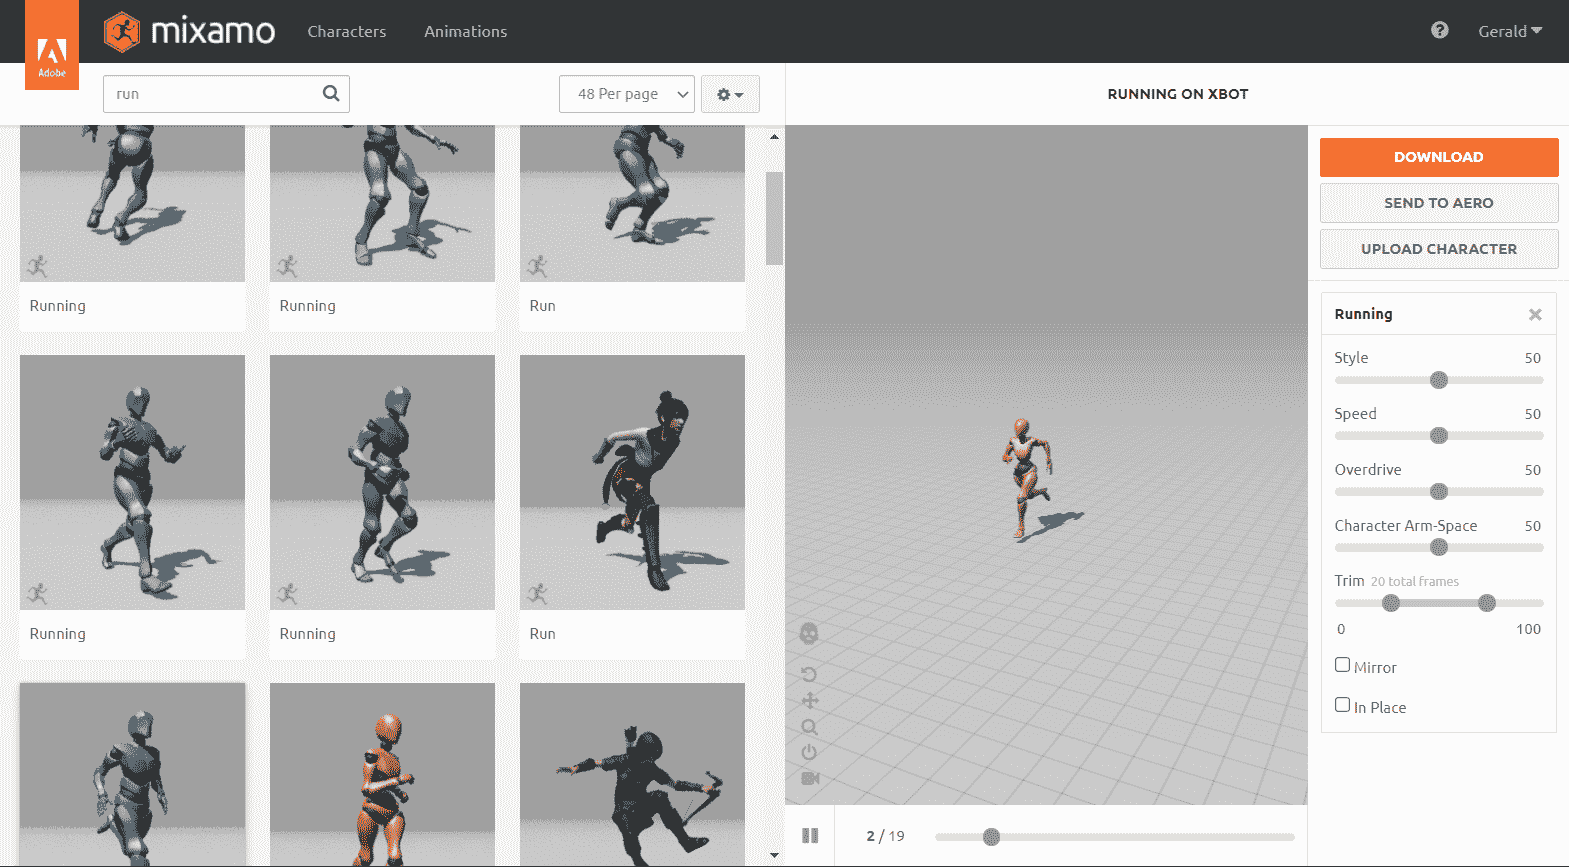 Adobe
mixamo
Characters
Animations
Gerald
run
48 Per page
RUNNING ON XBOT
DOWNLOAD
SEND TO AERO
UPLOAD CHARACTER
Running
Running
Run
Running
Style 50
Speed 50
Overdrive 50
Character Arm-Space 50
Trim 20 total frames
0 100
Mirror
In Place
Running
Running
Run
2 / 19